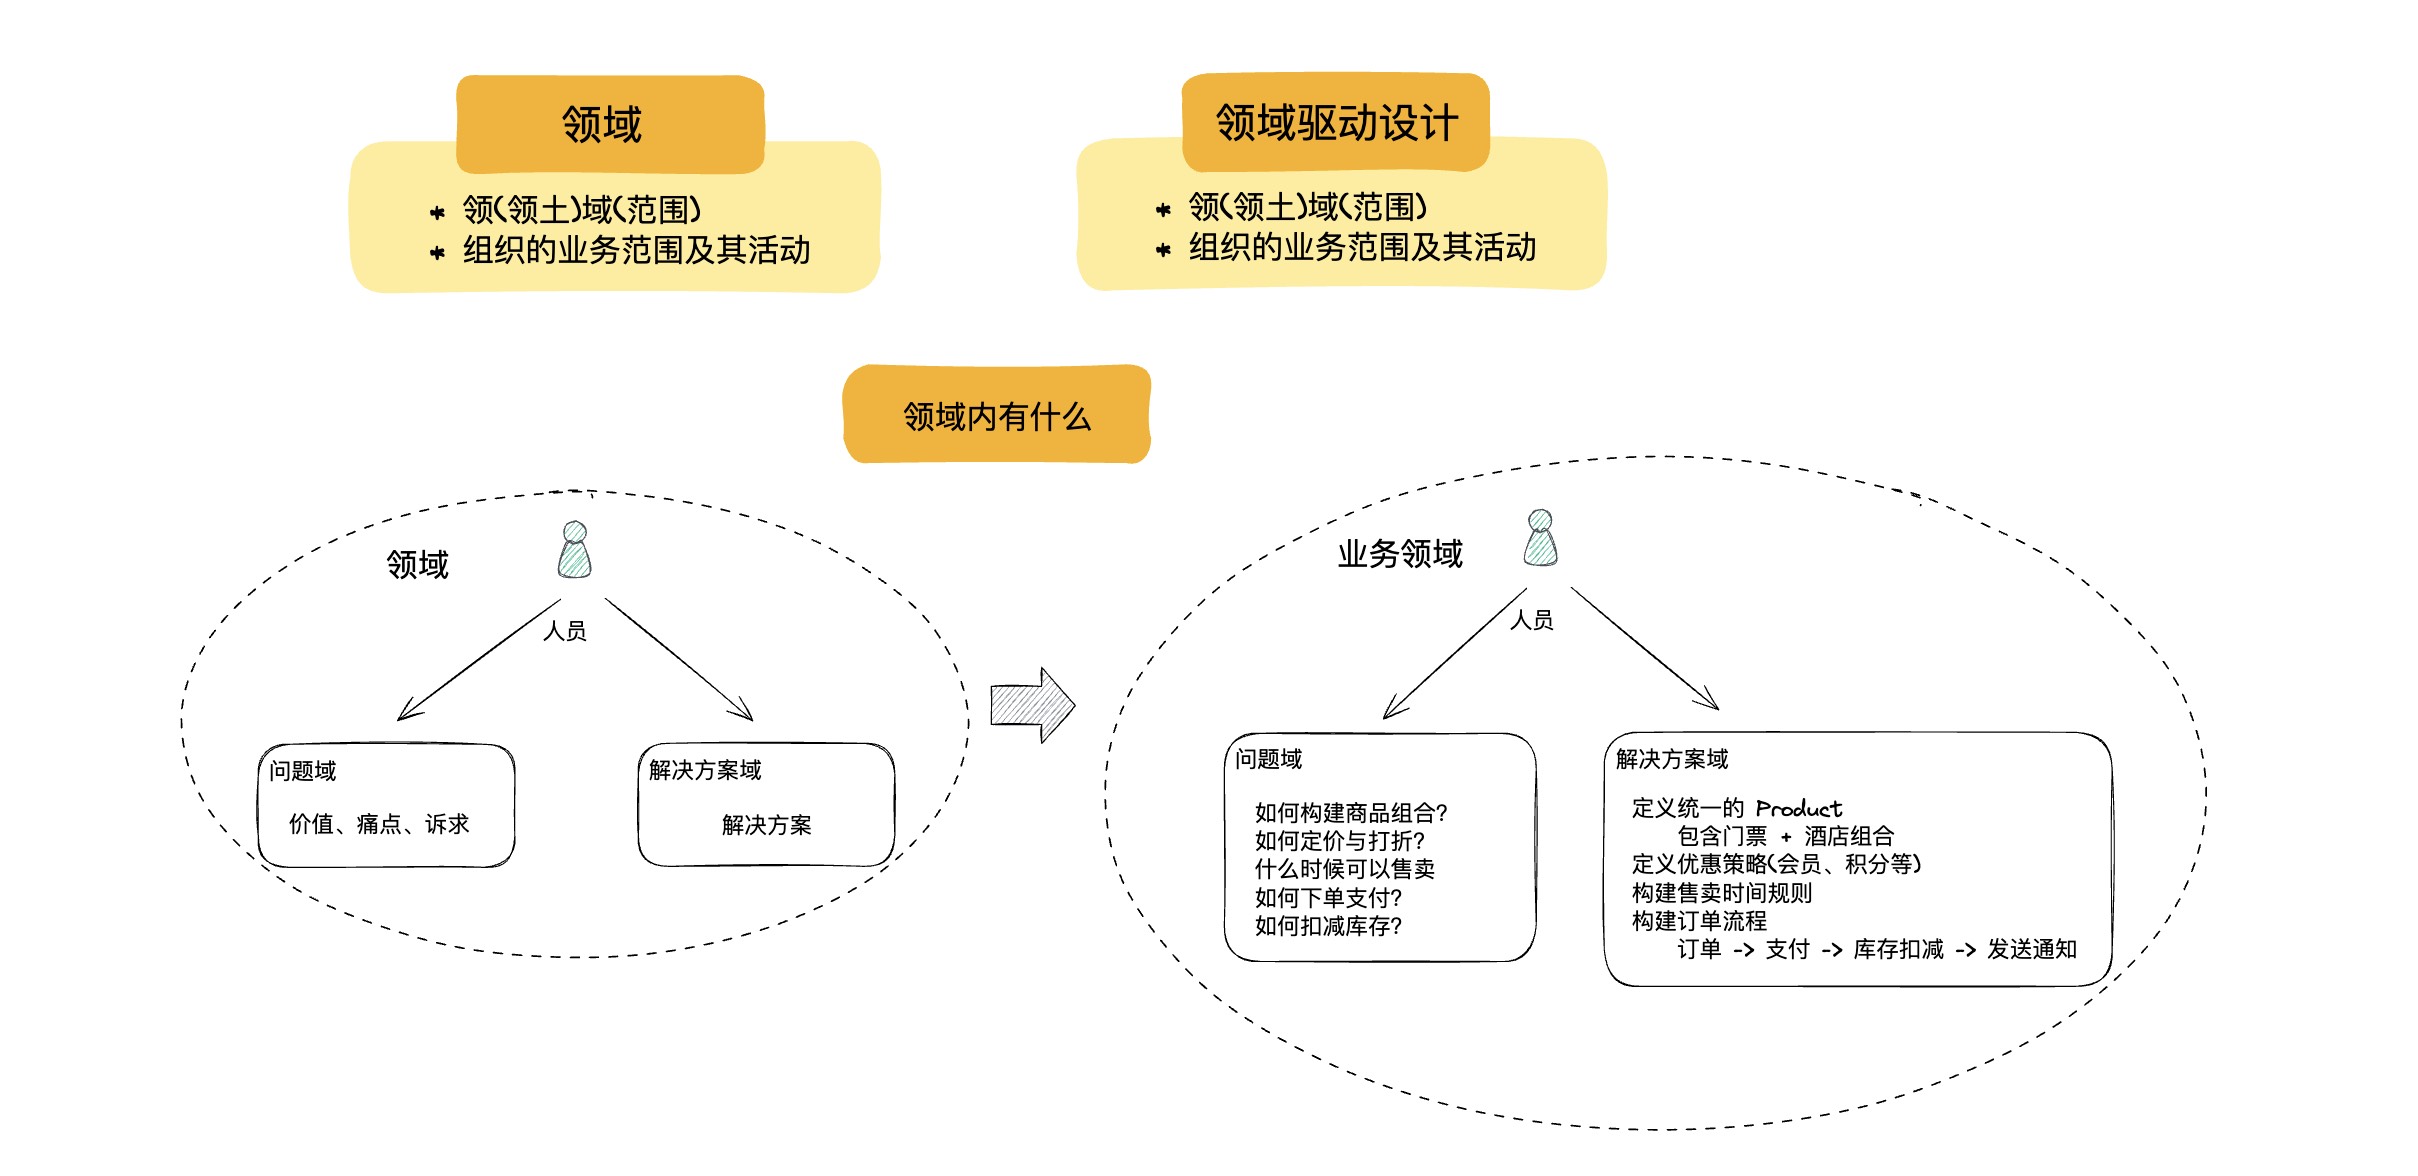 领域
* 领(领土)域(范围)
* 组织的业务范围及其活动
领域驱动设计
* 领(领土)域(范围)
* 组织的业务范围及其活动
领域内有什么
领域
人员
问题域
价值、痛点、诉求
解决方案域
解决方案
业务领域
人员
问题域
如何构建商品组合?
如何定价与打折?
什么时候可以售卖
如何下单支付?
如何扣减库存?
解决方案域
定义统一的 Product
包含门票 + 酒店组合
定义优惠策略(会员、积分等)
构建售卖时间规则
构建订单流程
订单 -> 支付 -> 库存扣减 -> 发送通知